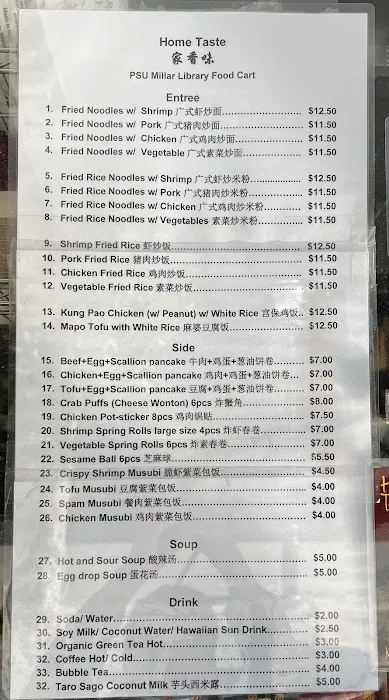 Home Taste
家香味
PSU Millar Library Food Cart
Entree
1. Fried Noodles w/ Shrimp 广式虾炒面 $12.50
2. Fried Noodles w/ Pork 广式猪肉炒面 $11.50
3. Fried Noodles w/ Chicken 广式鸡肉炒面 $11.50
4. Fried Noodles w/ Vegetable 广式素菜炒面 $11.50
5. Fried Rice Noodles w/ Shrimp 广式虾炒米粉 $12.50
6. Fried Rice Noodles w/ Pork 广式猪肉炒米粉 $11.50
7. Fried Rice Noodles w/ Chicken 广式鸡肉炒米粉 $11.50
8. Fried Rice Noodles w/ Vegetables 素菜炒米粉 $11.50
9. Shrimp Fried Rice 虾炒饭 $12.50
10. Pork Fried Rice 猪肉炒饭 $11.50
11. Chicken Fried Rice 鸡肉炒饭 $11.50
12. Vegetable Fried Rice 素菜炒饭 $11.50
13. Kung Pao Chicken (w/ Peanut) w/ White Rice 宫保鸡饭.. $12.50
14. Mapo Tofu with White Rice 麻婆豆腐饭 $12.50
Side
15. Beef+Egg+Scallion pancake 牛肉+鸡蛋+葱油饼卷 $7.00
16. Chicken+Egg+Scallion pancake 鸡肉+鸡蛋+葱油饼卷... $7.00
17. Tofu+Egg+Scallion pancake 豆腐+鸡蛋+葱油饼卷 $7.00
18. Crab Puffs (Cheese Wonton) 6pcs 炸蟹角 $8.00
19. Chicken Pot-sticker 8pcs 鸡肉锅贴 $7.50
20. Shrimp Spring Rolls large size 4pcs 炸虾春卷 $7.00
21. Vegetable Spring Rolls 6pcs 炸素春卷 $7.00
22. Sesame Ball 6pcs 芝麻球 $5.50
23. Crispy Shrimp Musubi 脆虾紫菜包饭 $4.50
24. Tofu Musubi 豆腐紫菜包饭 $4.00
25. Spam Musubi 餐肉紫菜包饭 $4.00
26. Chicken Musubi 鸡肉紫菜包饭 $4.00
Soup
27. Hot and Sour Soup 酸辣汤 $5.00
28. Egg drop Soup 蛋花汤 $5.00
Drink
29. Soda/ Water $2.00
30. Soy Milk/ Coconut Water/ Hawaiian Sun Drink $2.50
31. Organic Green Tea Hot $3.00
32. Coffee Hot/ Cold $3.00
33. Bubble Tea $4.00
32. Taro Sago Coconut Milk 芋头西米露 $5.00